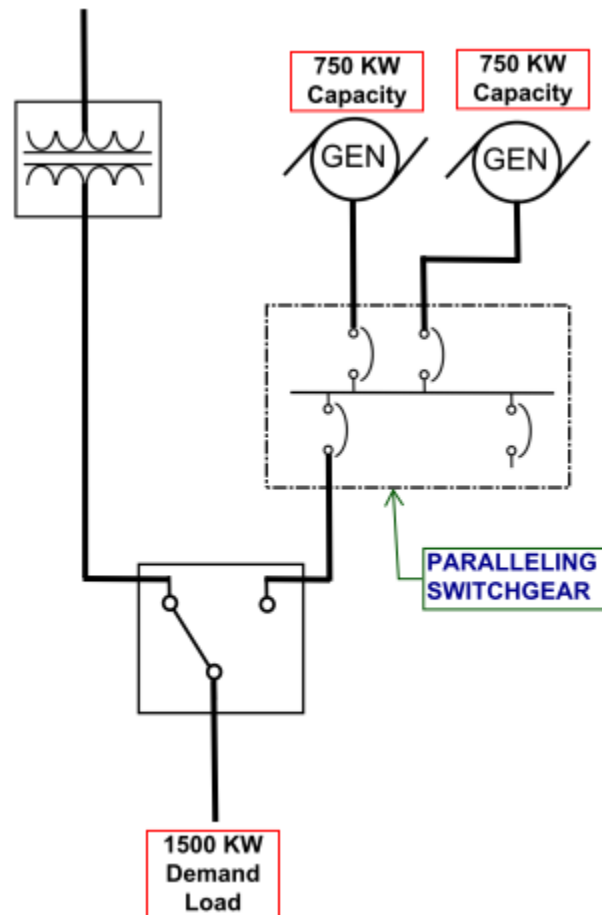 750 KW
Capacity
750 KW
Capacity
GEN
GEN
PARALLELING
SWITCHGEAR
1500 KW
Demand
Load